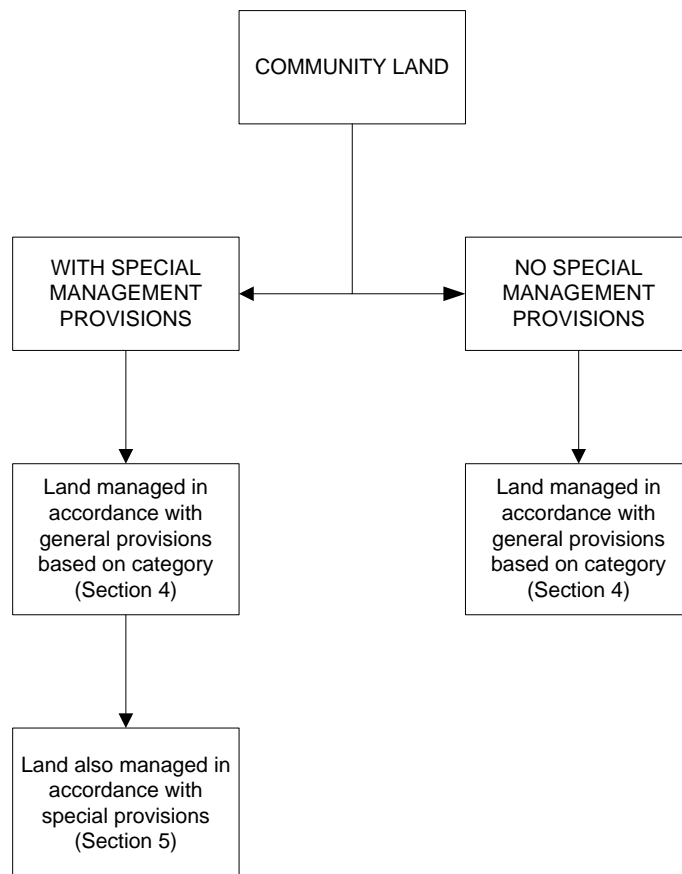 COMMUNITY LAND
WITH SPECIAL
MANAGEMENT
PROVISIONS
NO SPECIAL
MANAGEMENT
PROVISIONS
Land managed in
accordance with
general provisions
based on category
(Section 4)
Land managed in
accordance with
general provisions
based on category
(Section 4)
Land also managed in
accordance with
special provisions
(Section 5)